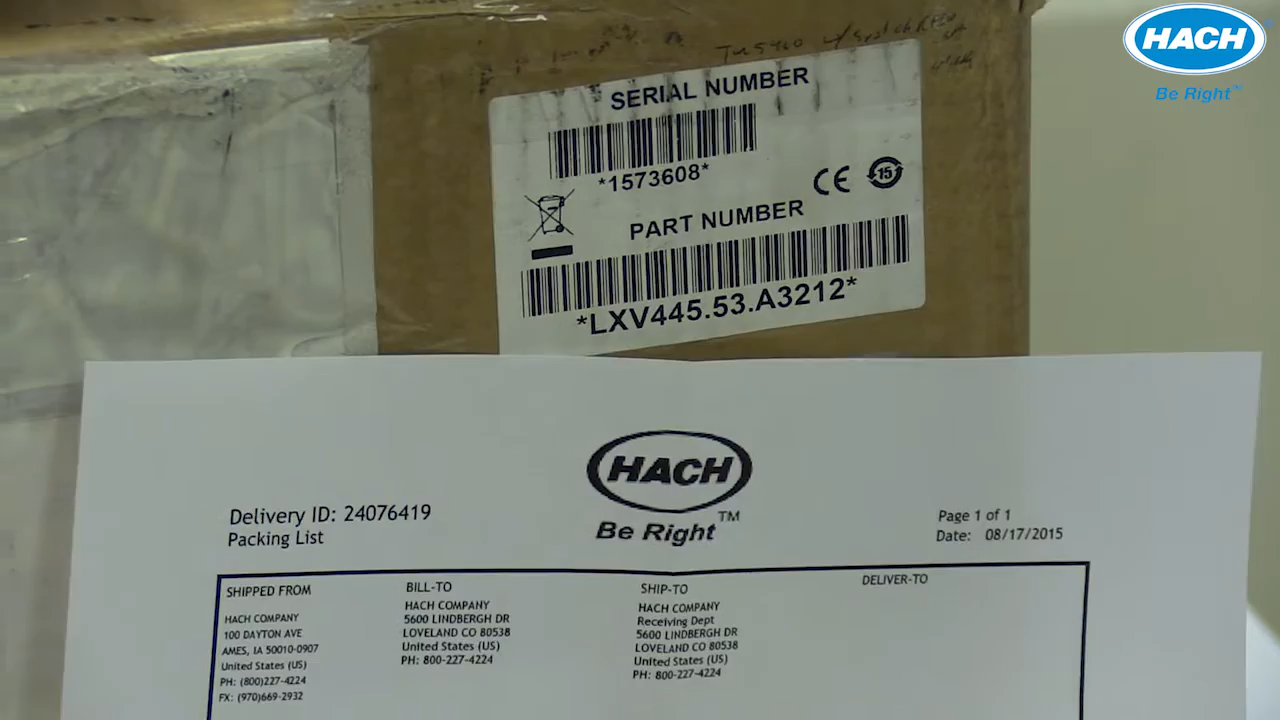 HACH
Be Right™
SERIAL NUMBER
*1573608*
CE 15
PART NUMBER
*LXV445.53.A3212*
HACH
Be Right™
Delivery ID: 24076419
Packing List
Page 1 of 1
Date: 08/17/2015
SHIPPED FROM
HACH COMPANY
100 DAYTON AVE
AMES, IA 50010-0907
United States (US)
PH: (800)227-4224
FX: (970)669-2932
BILL-TO
HACH COMPANY
5600 LINDBERGH DR
LOVELAND CO 80538
United States (US)
PH: 800-227-4224
SHIP-TO
HACH COMPANY
Receiving Dept
5600 LINDBERGH DR
LOVELAND CO 80538
United States (US)
PH: 800-227-4224
DELIVER-TO